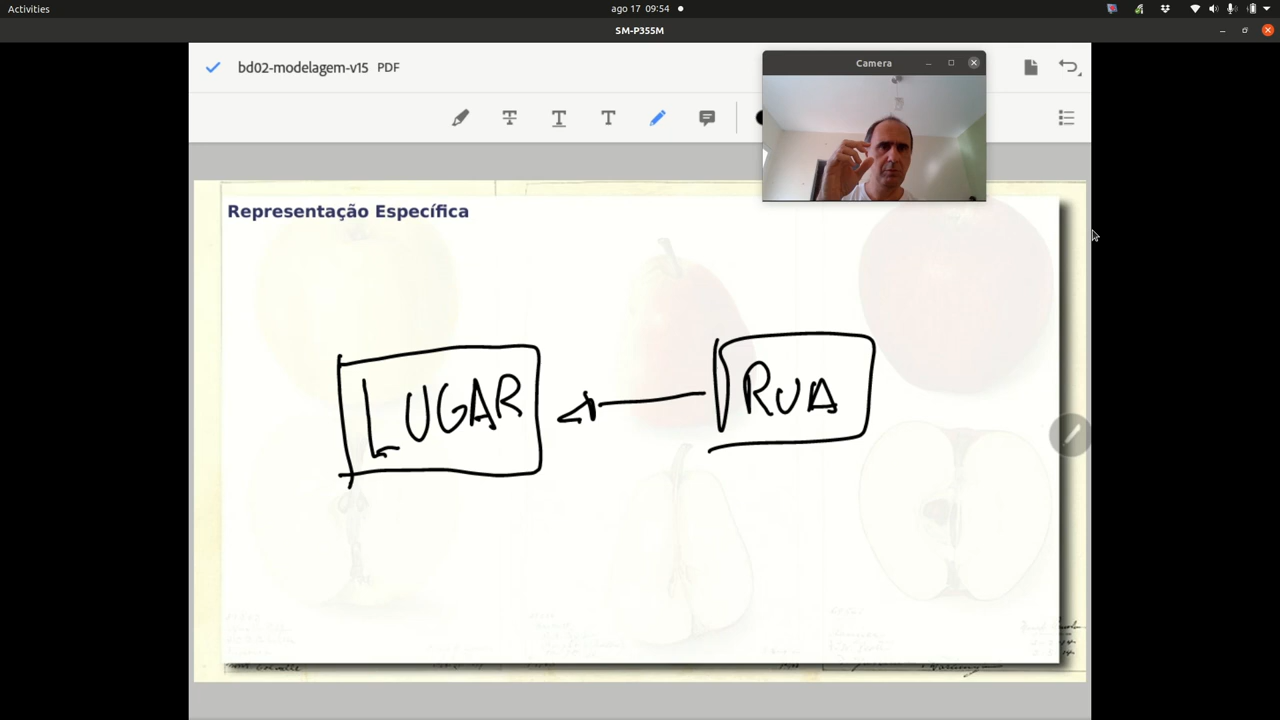 Activities
ago 17 09:54
SM-P355M
bd02-modelagem-v15 PDF
Camera
Representação Específica
LUGAR
RUA